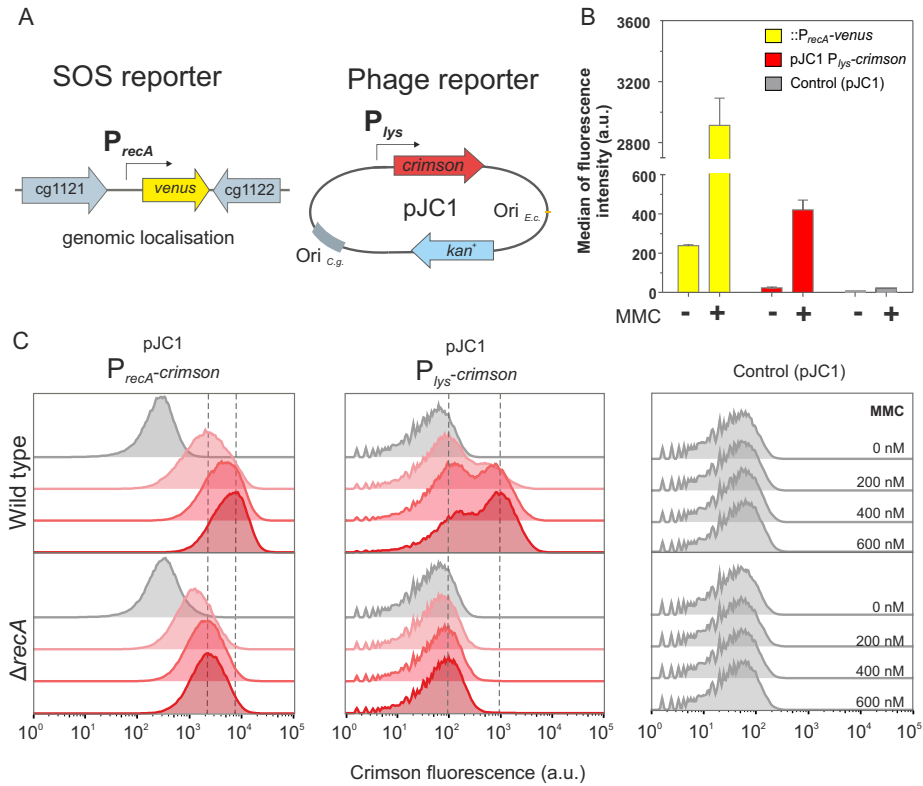 A
SOS reporter
P recA
cg1121
venus
cg1122
genomic localisation
Phage reporter
P lys
crimson
pJC1
Ori E.c.
Ori C.g.
kan+
B
3600
3200
2800
600
400
200
0
Median of fluorescence
intensity (a.u.)
::PrecA-venus
pJC1 Plys-crimson
Control (pJC1)
MMC - + - + - +
C
pJC1
PrecA-crimson
pJC1
Plys-crimson
Control (pJC1)
Wild type
MMC
0 nM
200 nM
400 nM
600 nM
ΔrecA
0 nM
200 nM
400 nM
600 nM
10^0 10^1 10^2 10^3 10^4 10^5
10^0 10^1 10^2 10^3 10^4 10^5
10^0 10^1 10^2 10^3 10^4 10^5
Crimson fluorescence (a.u.)